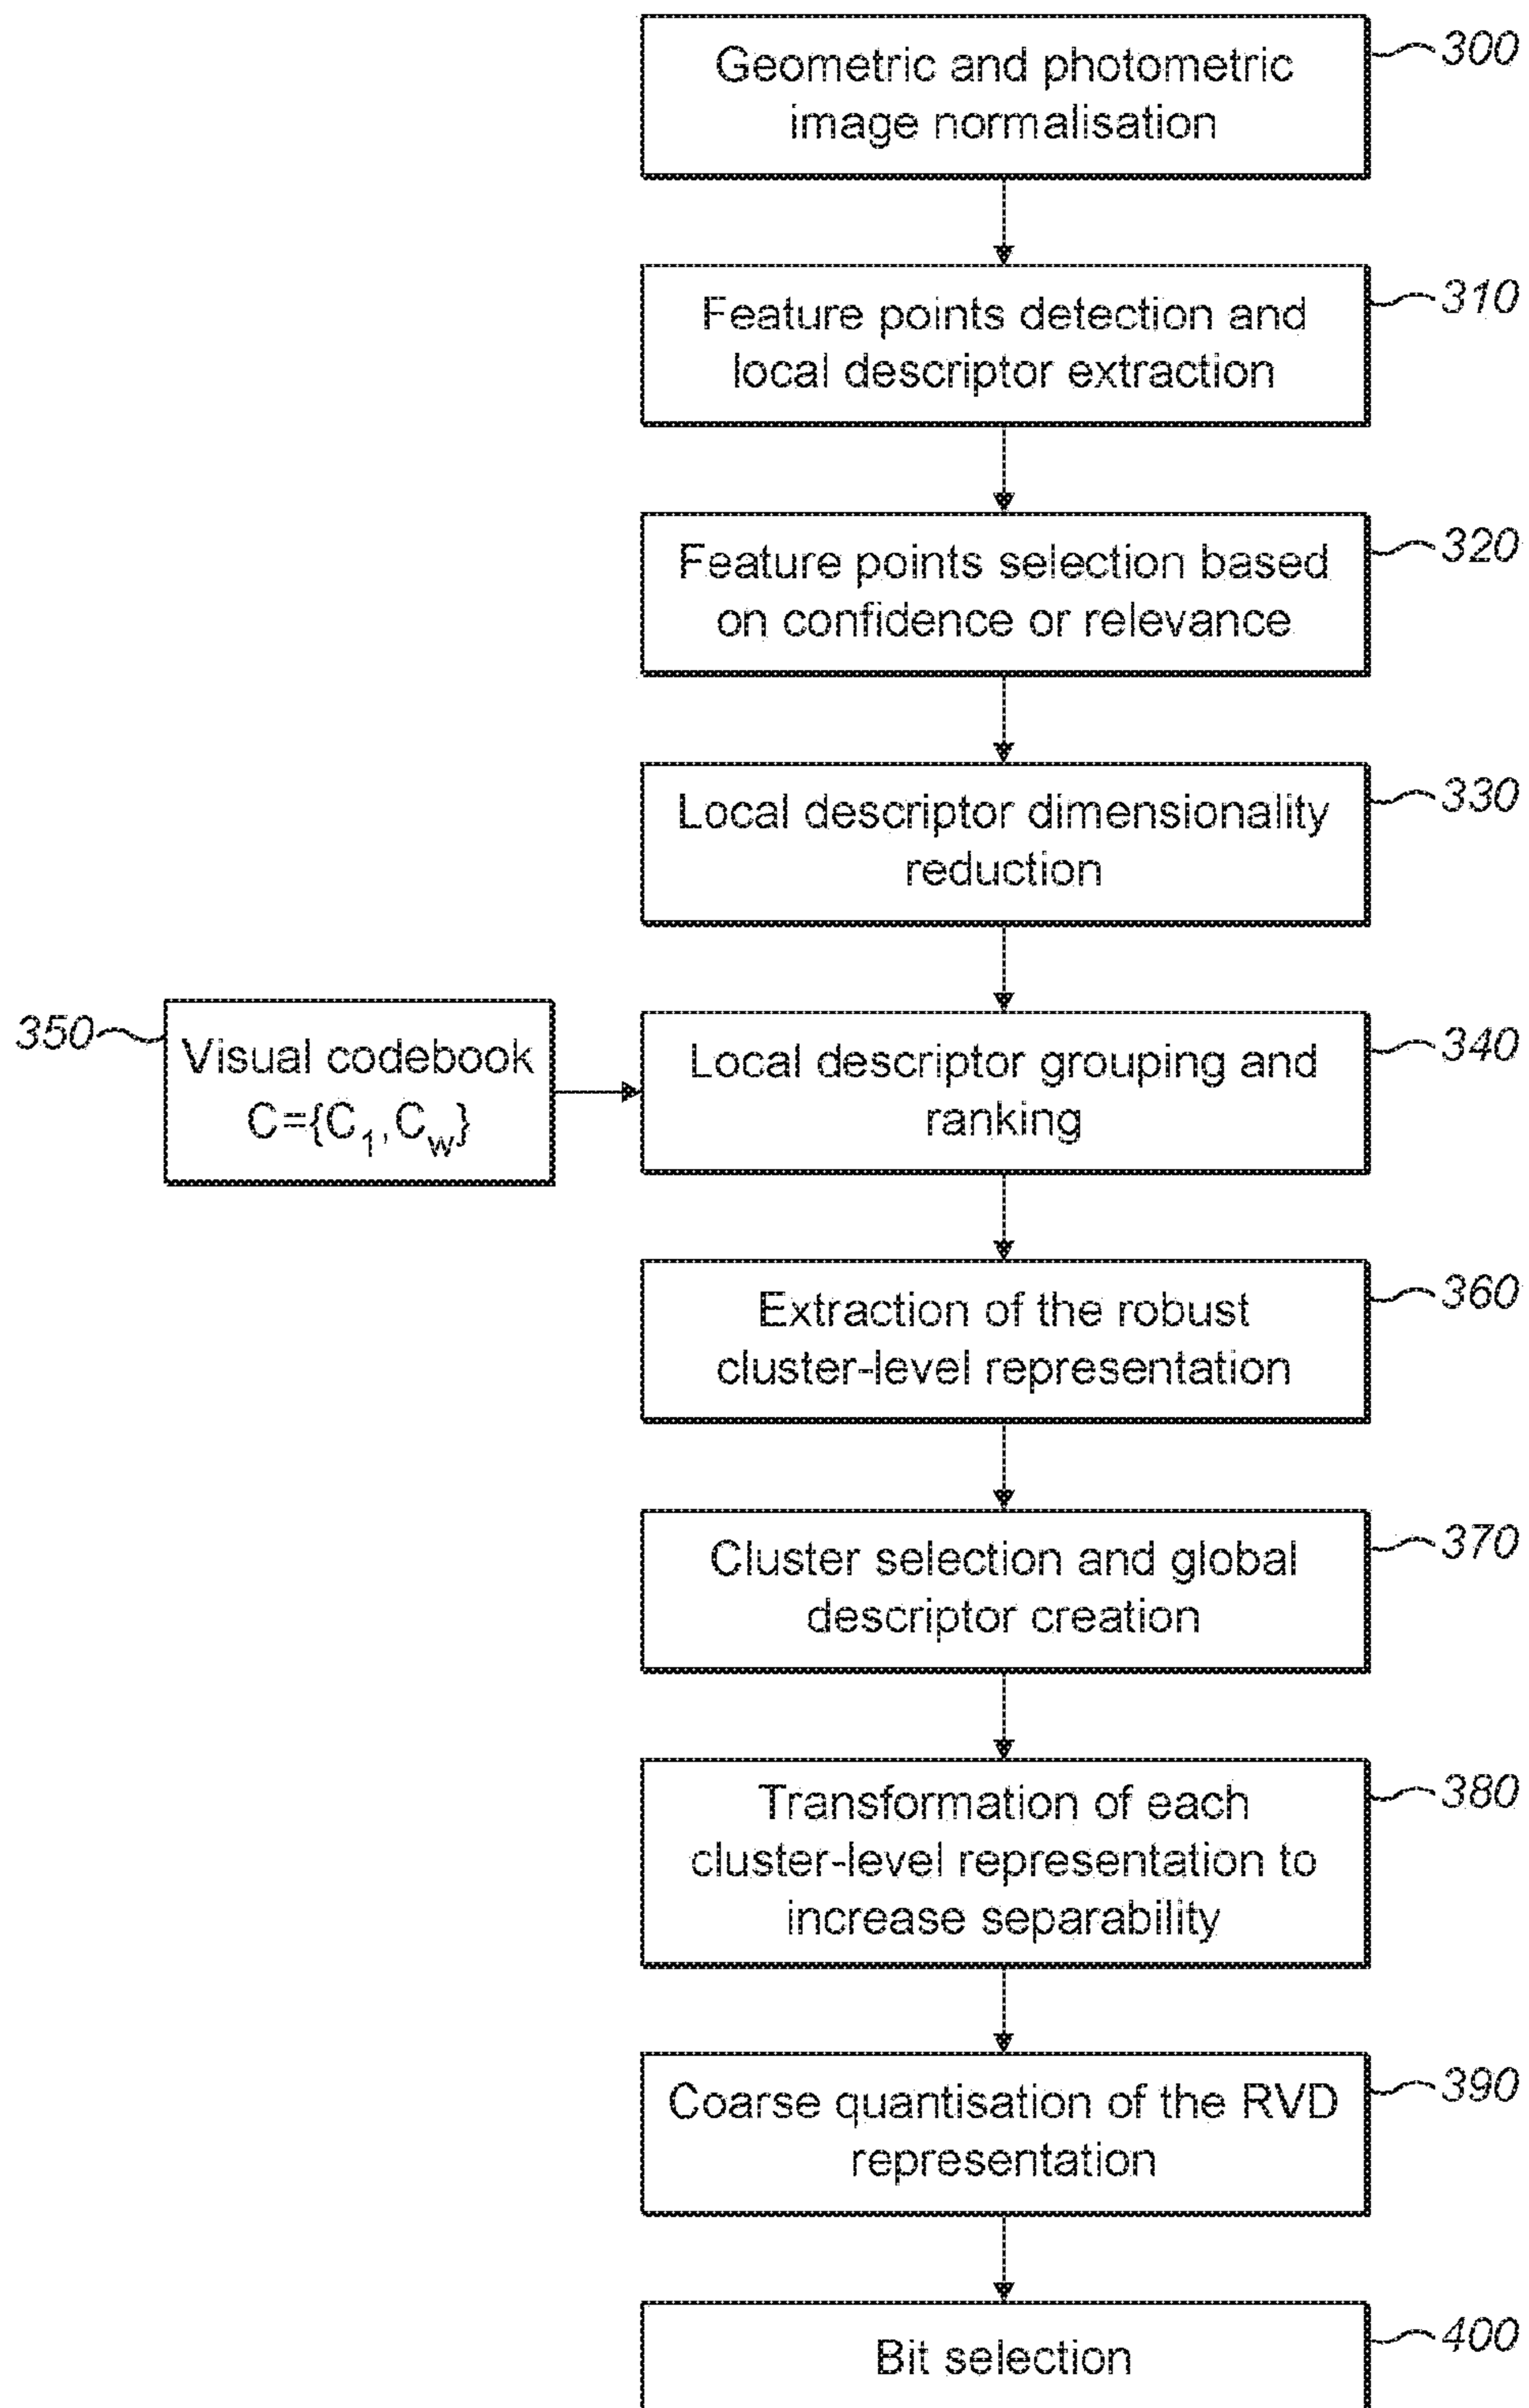 Geometric and photometric
image normalisation
300
Feature points detection and
local descriptor extraction
310
Feature points selection based
on confidence or relevance
320
Local descriptor dimensionality
reduction
330
350
Visual codebook
C={C₁,C_w}
Local descriptor grouping and
ranking
340
Extraction of the robust
cluster-level representation
360
Cluster selection and global
descriptor creation
370
Transformation of each
cluster-level representation to
increase separability
380
Coarse quantisation of the RVD
representation
390
Bit selection
400